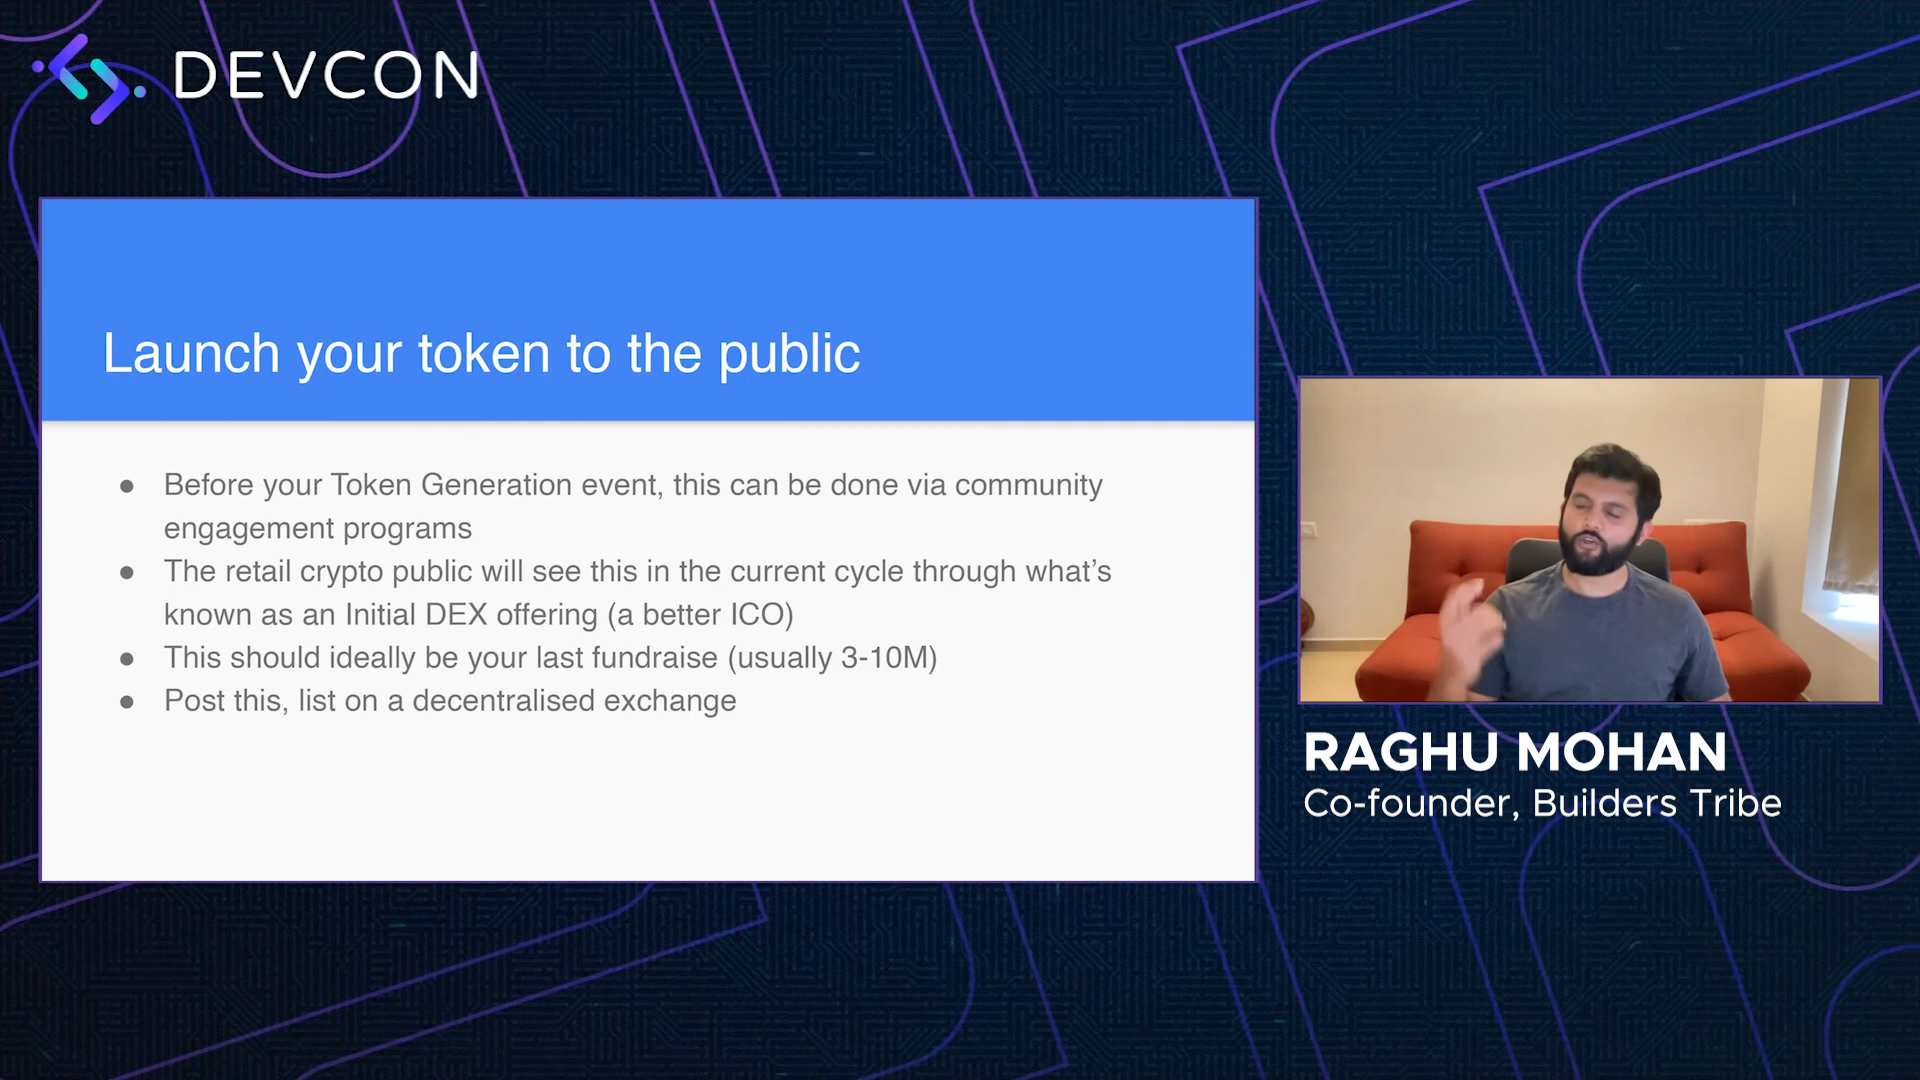 DEVCON
Launch your token to the public
● Before your Token Generation event, this can be done via community
engagement programs
● The retail crypto public will see this in the current cycle through what’s
known as an Initial DEX offering (a better ICO)
● This should ideally be your last fundraise (usually 3-10M)
● Post this, list on a decentralised exchange
RAGHU MOHAN
Co-founder, Builders Tribe